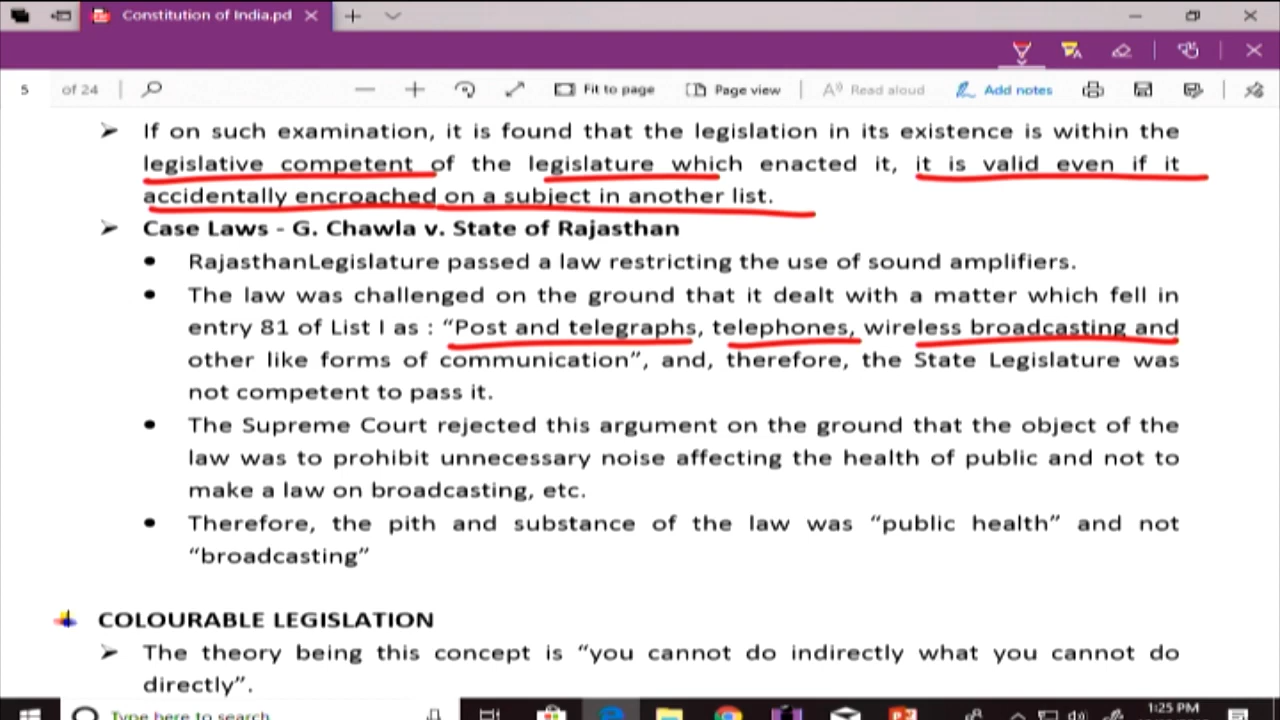 Constitution of India.pd
5 of 24 Fit to page Page view Read aloud Add notes
If on such examination, it is found that the legislation in its existence is within the
legislative competent of the legislature which enacted it, it is valid even if it
accidentally encroached on a subject in another list.
Case Laws - G. Chawla v. State of Rajasthan
RajasthanLegislature passed a law restricting the use of sound amplifiers.
The law was challenged on the ground that it dealt with a matter which fell in
entry 81 of List I as : “Post and telegraphs, telephones, wireless broadcasting and
other like forms of communication”, and, therefore, the State Legislature was
not competent to pass it.
The Supreme Court rejected this argument on the ground that the object of the
law was to prohibit unnecessary noise affecting the health of public and not to
make a law on broadcasting, etc.
Therefore, the pith and substance of the law was “public health” and not
“broadcasting”
COLOURABLE LEGISLATION
The theory being this concept is “you cannot do indirectly what you cannot do
directly”.
Type here to search
1:25 PM